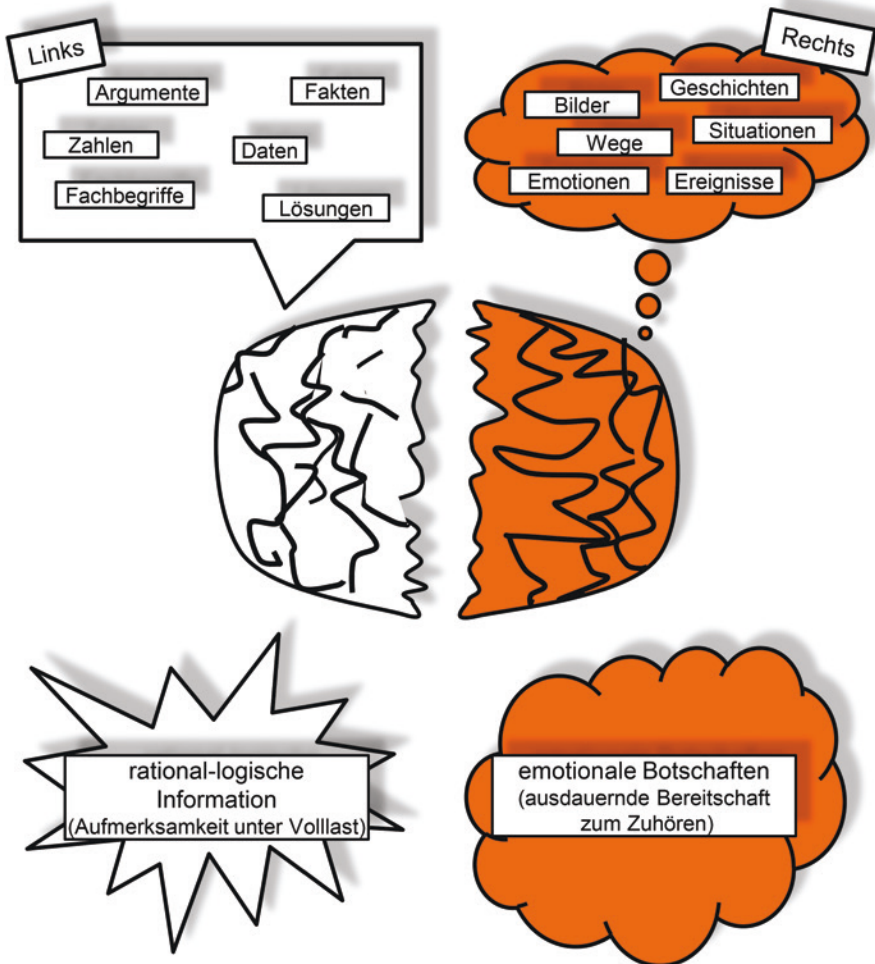 Links
Argumente
Fakten
Zahlen
Daten
Fachbegriffe
Lösungen
Rechts
Geschichten
Bilder
Situationen
Wege
Emotionen
Ereignisse
rational-logische
Information
(Aufmerksamkeit unter Volllast)
emotionale Botschaften
(ausdauernde Bereitschaft
zum Zuhören)